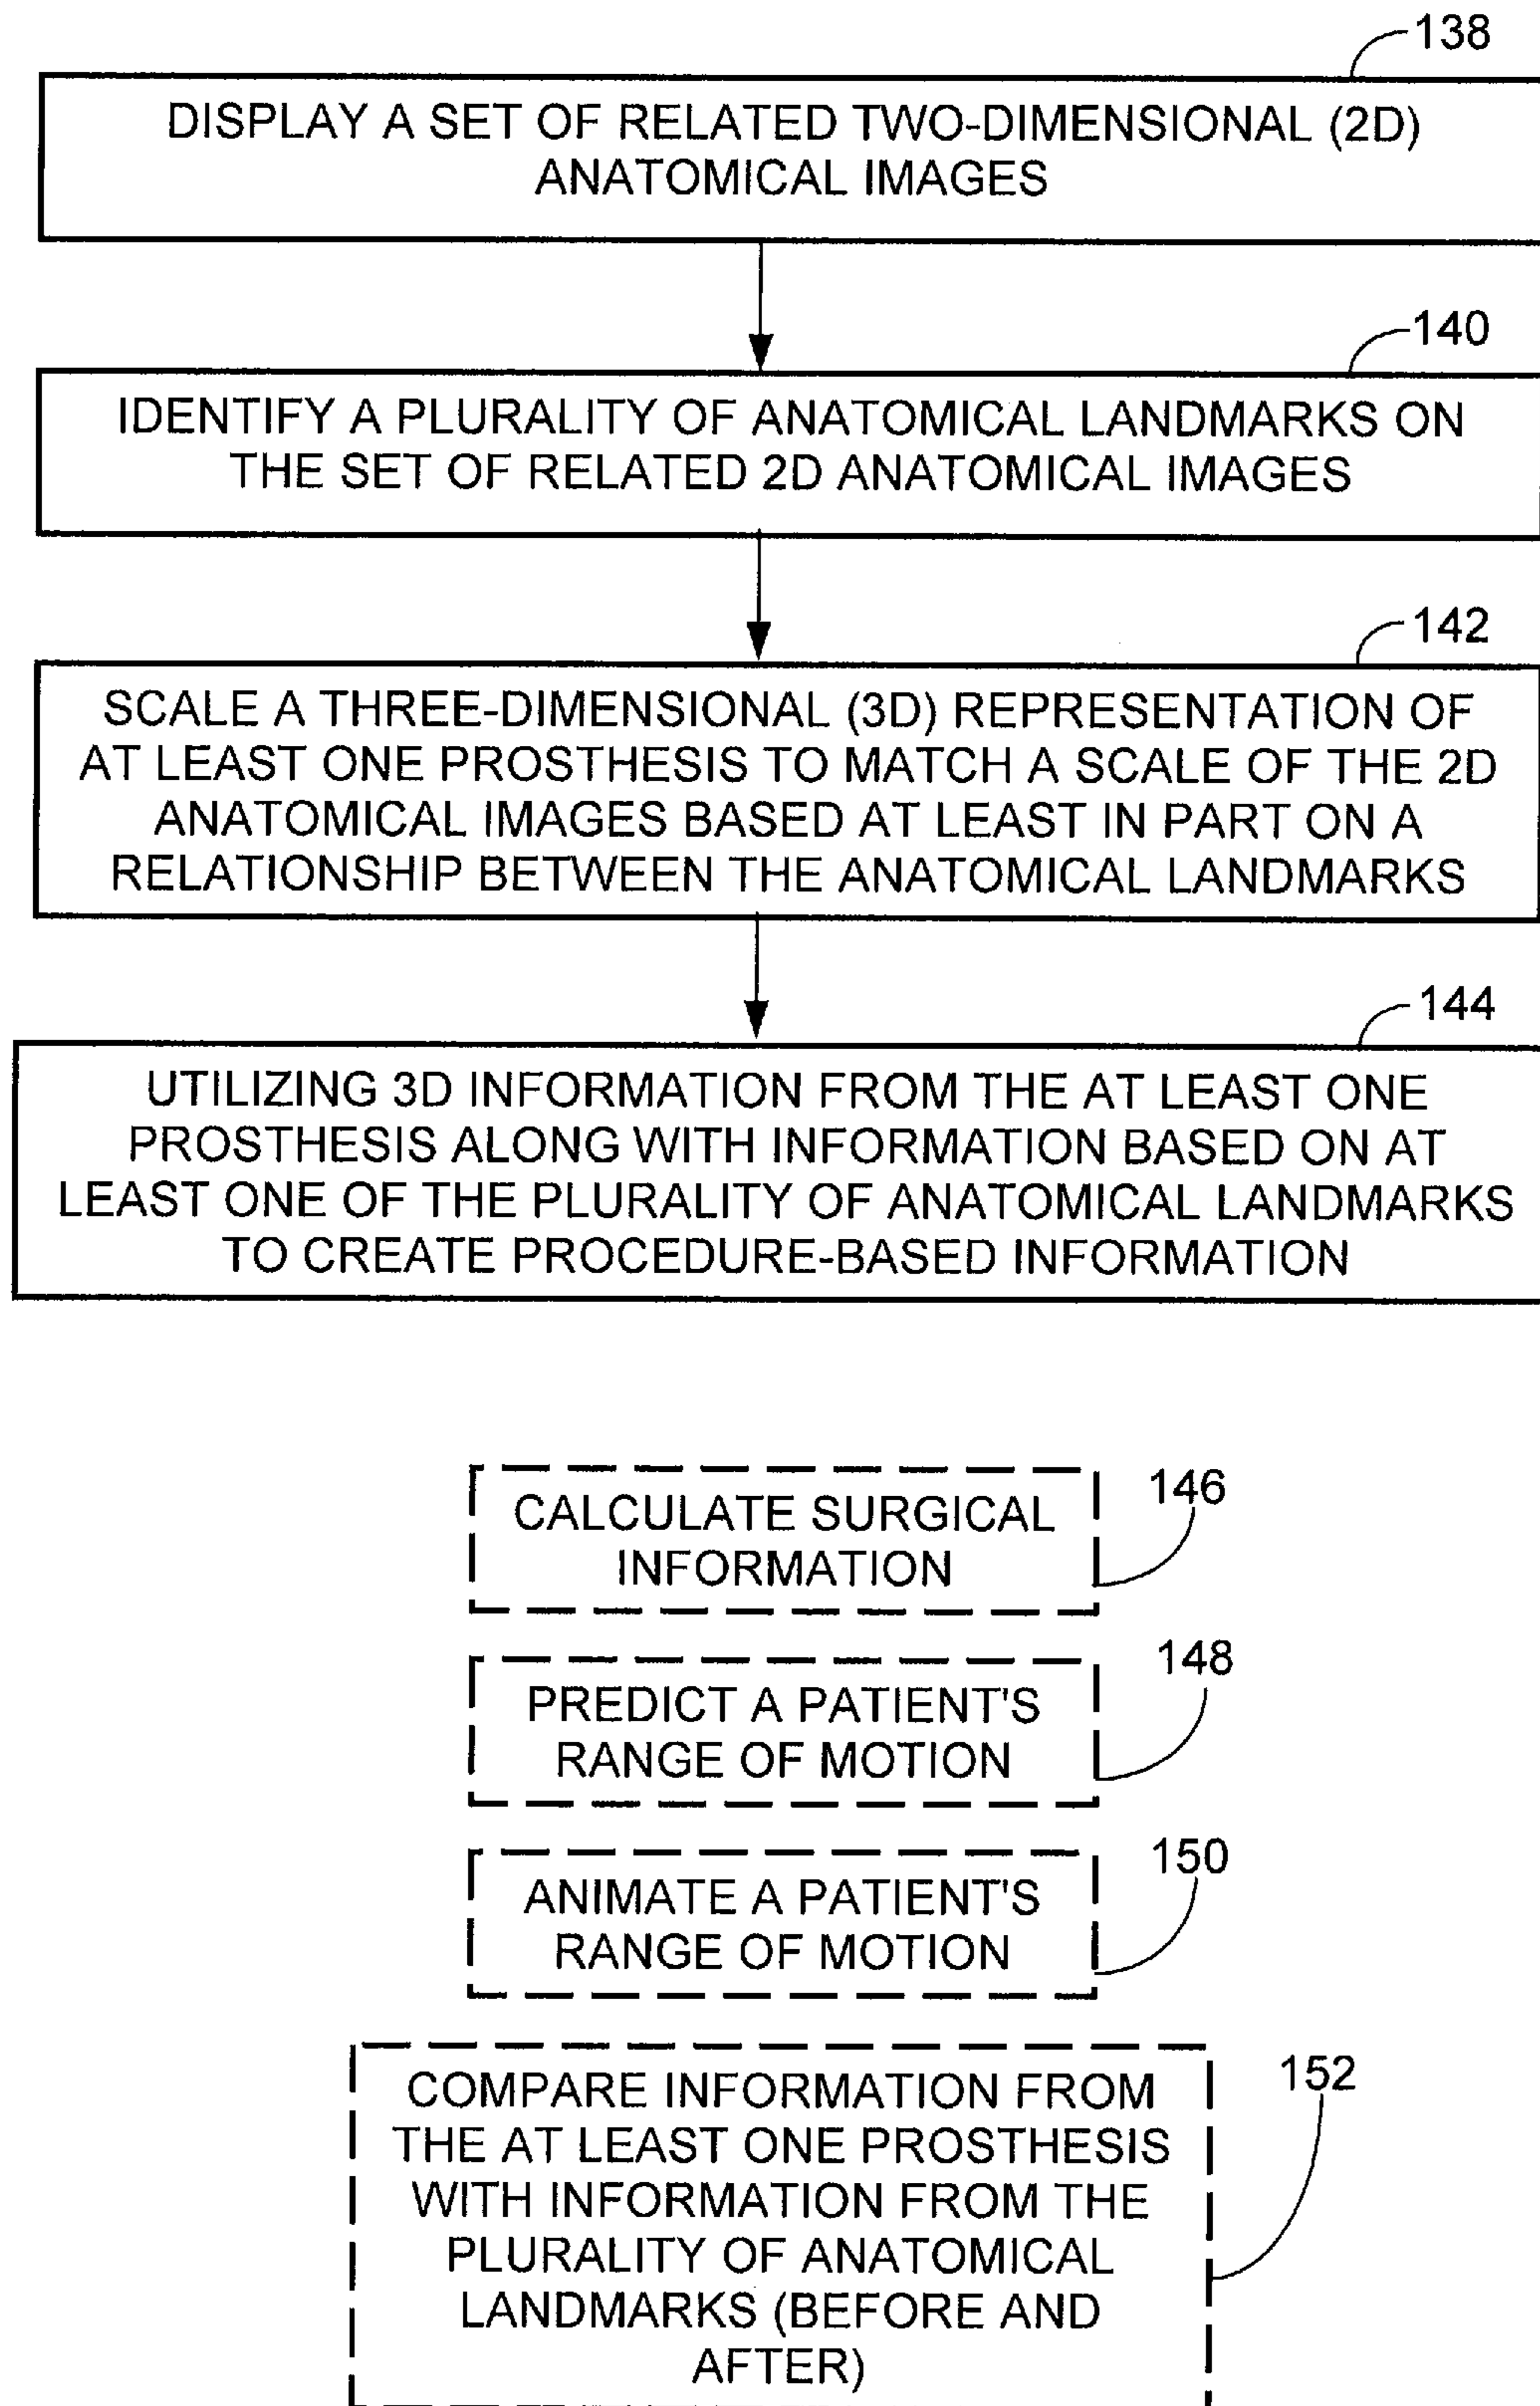 138
DISPLAY A SET OF RELATED TWO-DIMENSIONAL (2D)
ANATOMICAL IMAGES
140
IDENTIFY A PLURALITY OF ANATOMICAL LANDMARKS ON
THE SET OF RELATED 2D ANATOMICAL IMAGES
142
SCALE A THREE-DIMENSIONAL (3D) REPRESENTATION OF
AT LEAST ONE PROSTHESIS TO MATCH A SCALE OF THE 2D
ANATOMICAL IMAGES BASED AT LEAST IN PART ON A
RELATIONSHIP BETWEEN THE ANATOMICAL LANDMARKS
144
UTILIZING 3D INFORMATION FROM THE AT LEAST ONE
PROSTHESIS ALONG WITH INFORMATION BASED ON AT
LEAST ONE OF THE PLURALITY OF ANATOMICAL LANDMARKS
TO CREATE PROCEDURE-BASED INFORMATION
146
CALCULATE SURGICAL
INFORMATION
148
PREDICT A PATIENT'S
RANGE OF MOTION
150
ANIMATE A PATIENT'S
RANGE OF MOTION
152
COMPARE INFORMATION FROM
THE AT LEAST ONE PROSTHESIS
WITH INFORMATION FROM THE
PLURALITY OF ANATOMICAL
LANDMARKS (BEFORE AND
AFTER)